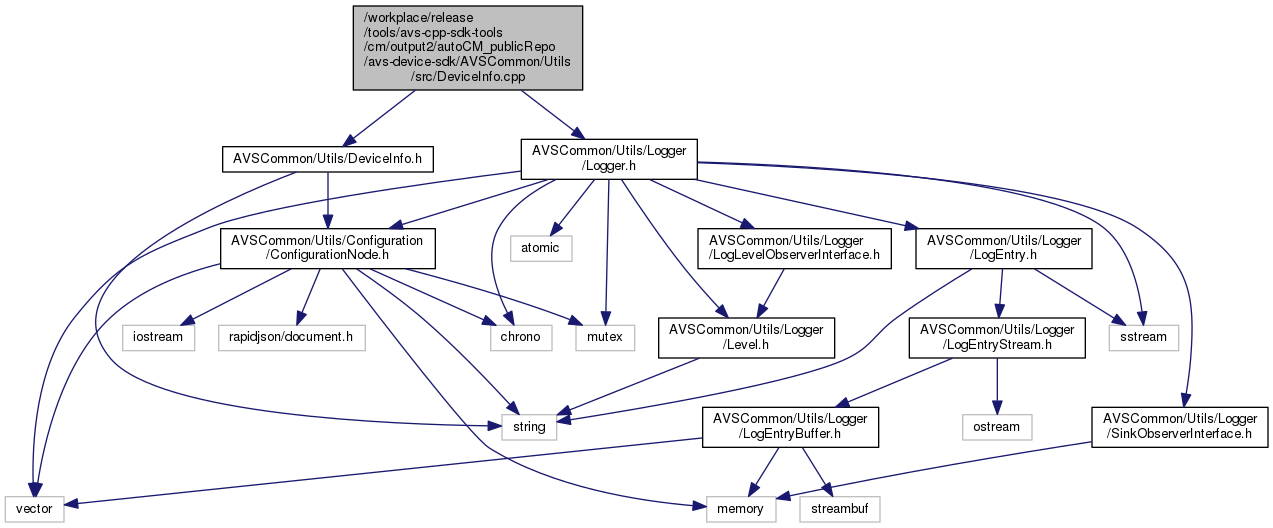 /workplace/release
/tools/avs-cpp-sdk-tools
/cm/output2/autoCM_publicRepo
/avs-device-sdk/AVSCommon/Utils
/src/DeviceInfo.cpp
AVSCommon/Utils/DeviceInfo.h
AVSCommon/Utils/Logger
/Logger.h
AVSCommon/Utils/Configuration
/ConfigurationNode.h
atomic
AVSCommon/Utils/Logger
/LogLevelObserverInterface.h
AVSCommon/Utils/Logger
/LogEntry.h
iostream
rapidjson/document.h
chrono
mutex
AVSCommon/Utils/Logger
/Level.h
AVSCommon/Utils/Logger
/LogEntryStream.h
sstream
string
AVSCommon/Utils/Logger
/LogEntryBuffer.h
ostream
AVSCommon/Utils/Logger
/SinkObserverInterface.h
vector
memory
streambuf